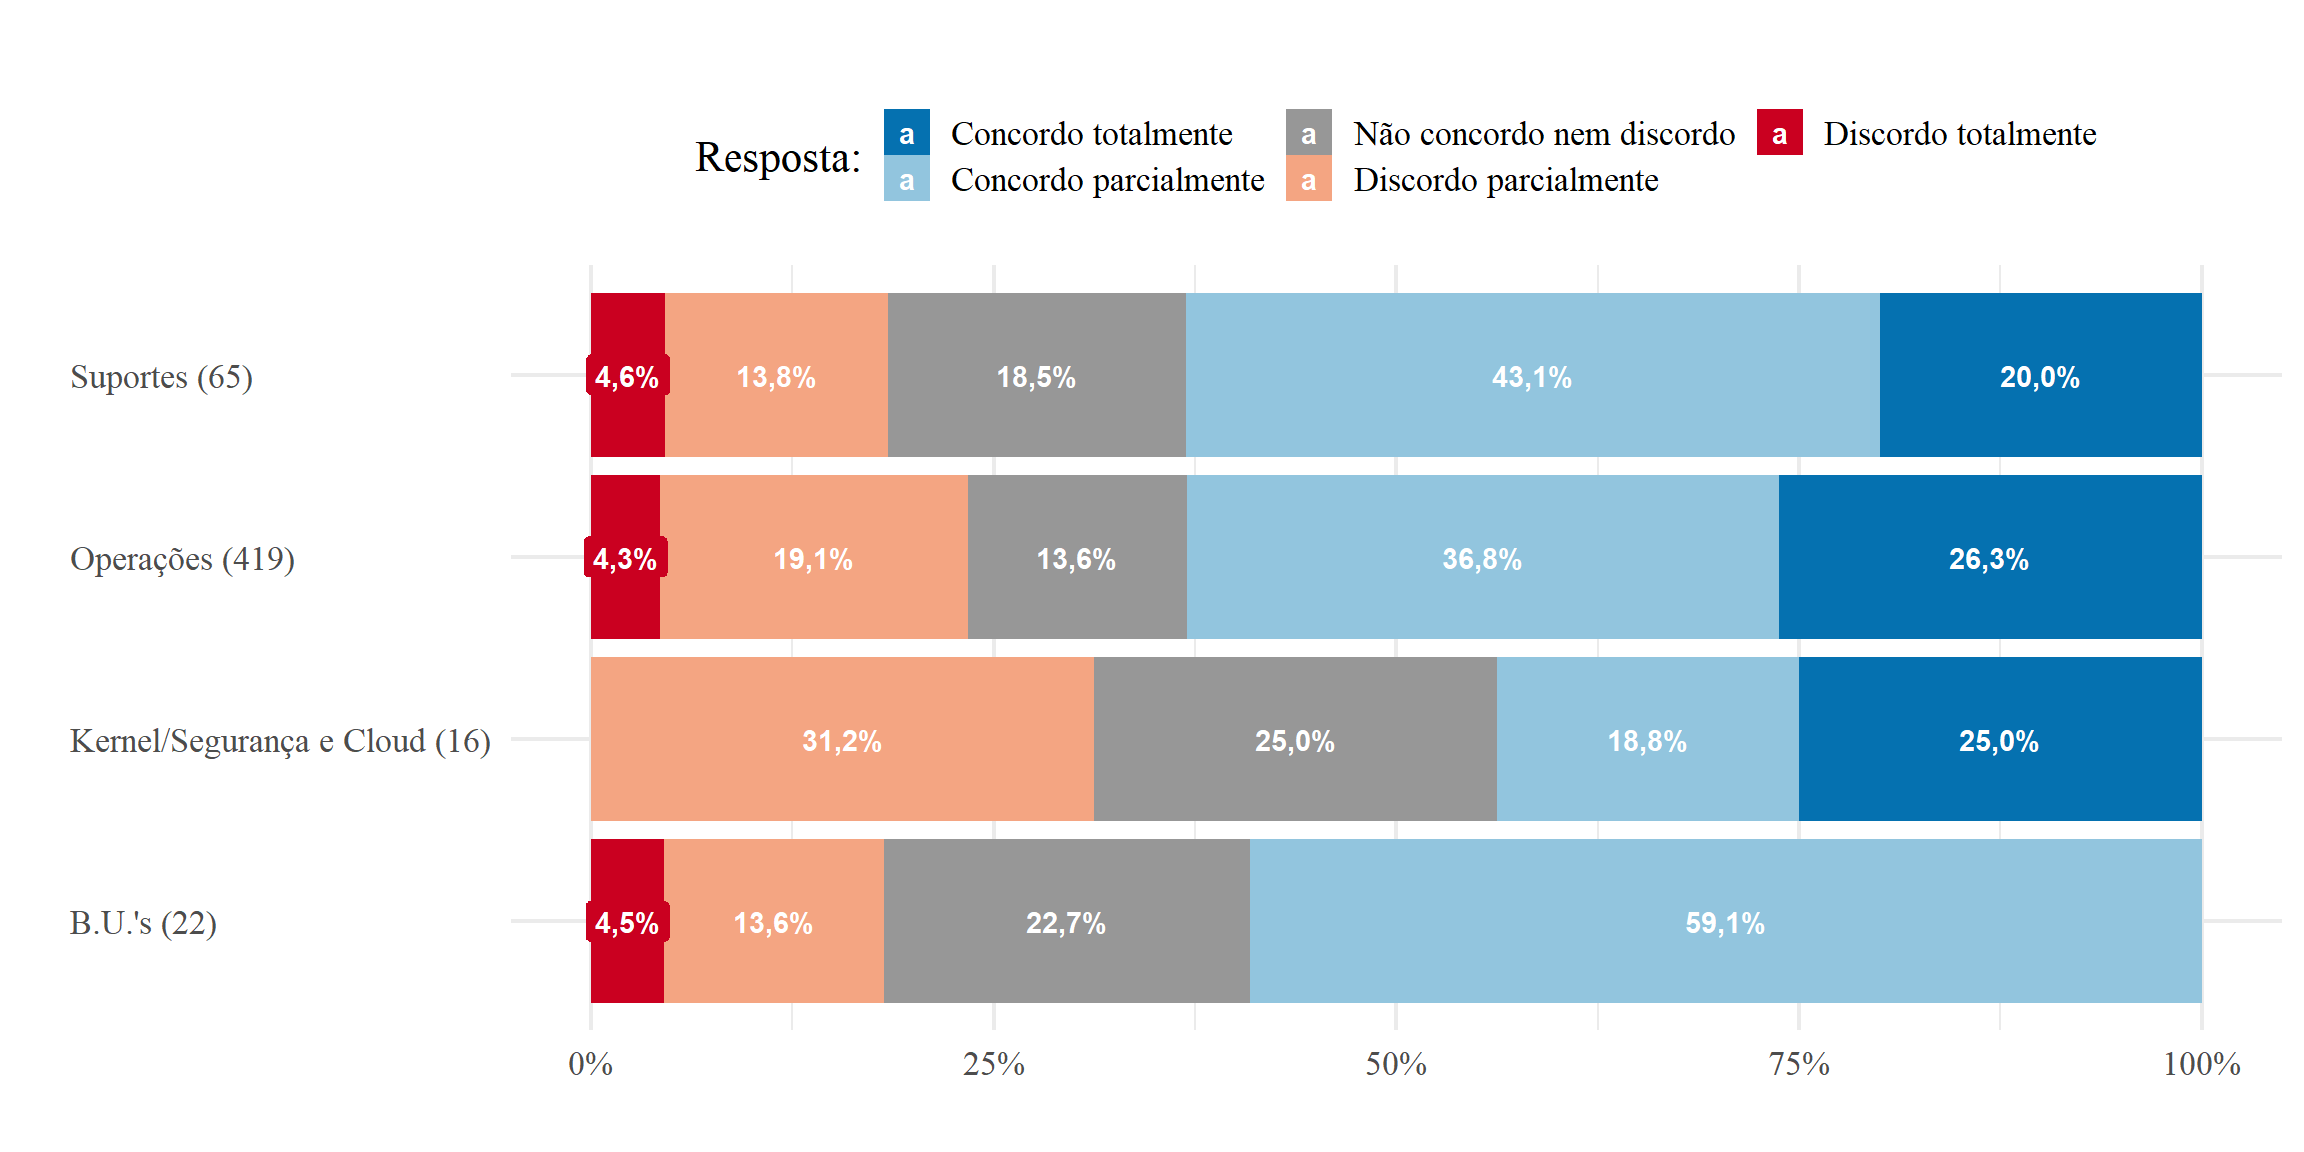 Resposta:
a Concordo totalmente a Não concordo nem discordo a Discordo totalmente
a Concordo parcialmente a Discordo parcialmente
Suportes (65) 4,6% 13,8% 18,5% 43,1% 20,0%
Operações (419) 4,3% 19,1% 13,6% 36,8% 26,3%
Kernel/Segurança e Cloud (16) 31,2% 25,0% 18,8% 25,0%
B.U.'s (22) 4,5% 13,6% 22,7% 59,1%
0% 25% 50% 75% 100%